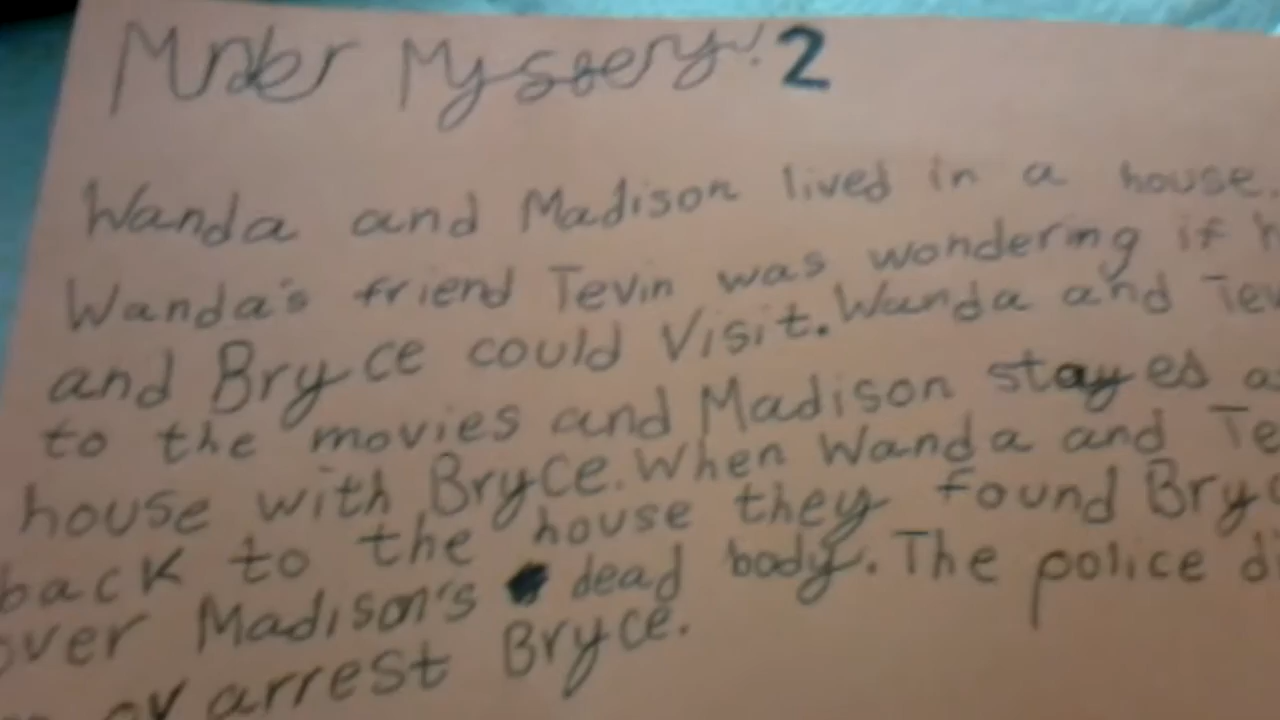 Mrder Mystery! 2
Wanda and Madison lived in a house.
Wanda's friend Tevin was wondering if
and Bryce could Visit. Wanda and
to the movies and Madison stayes
house with Bryce. When Wanda and
back to the house they found
over Madison's dead body. The police
arrest Bryce.